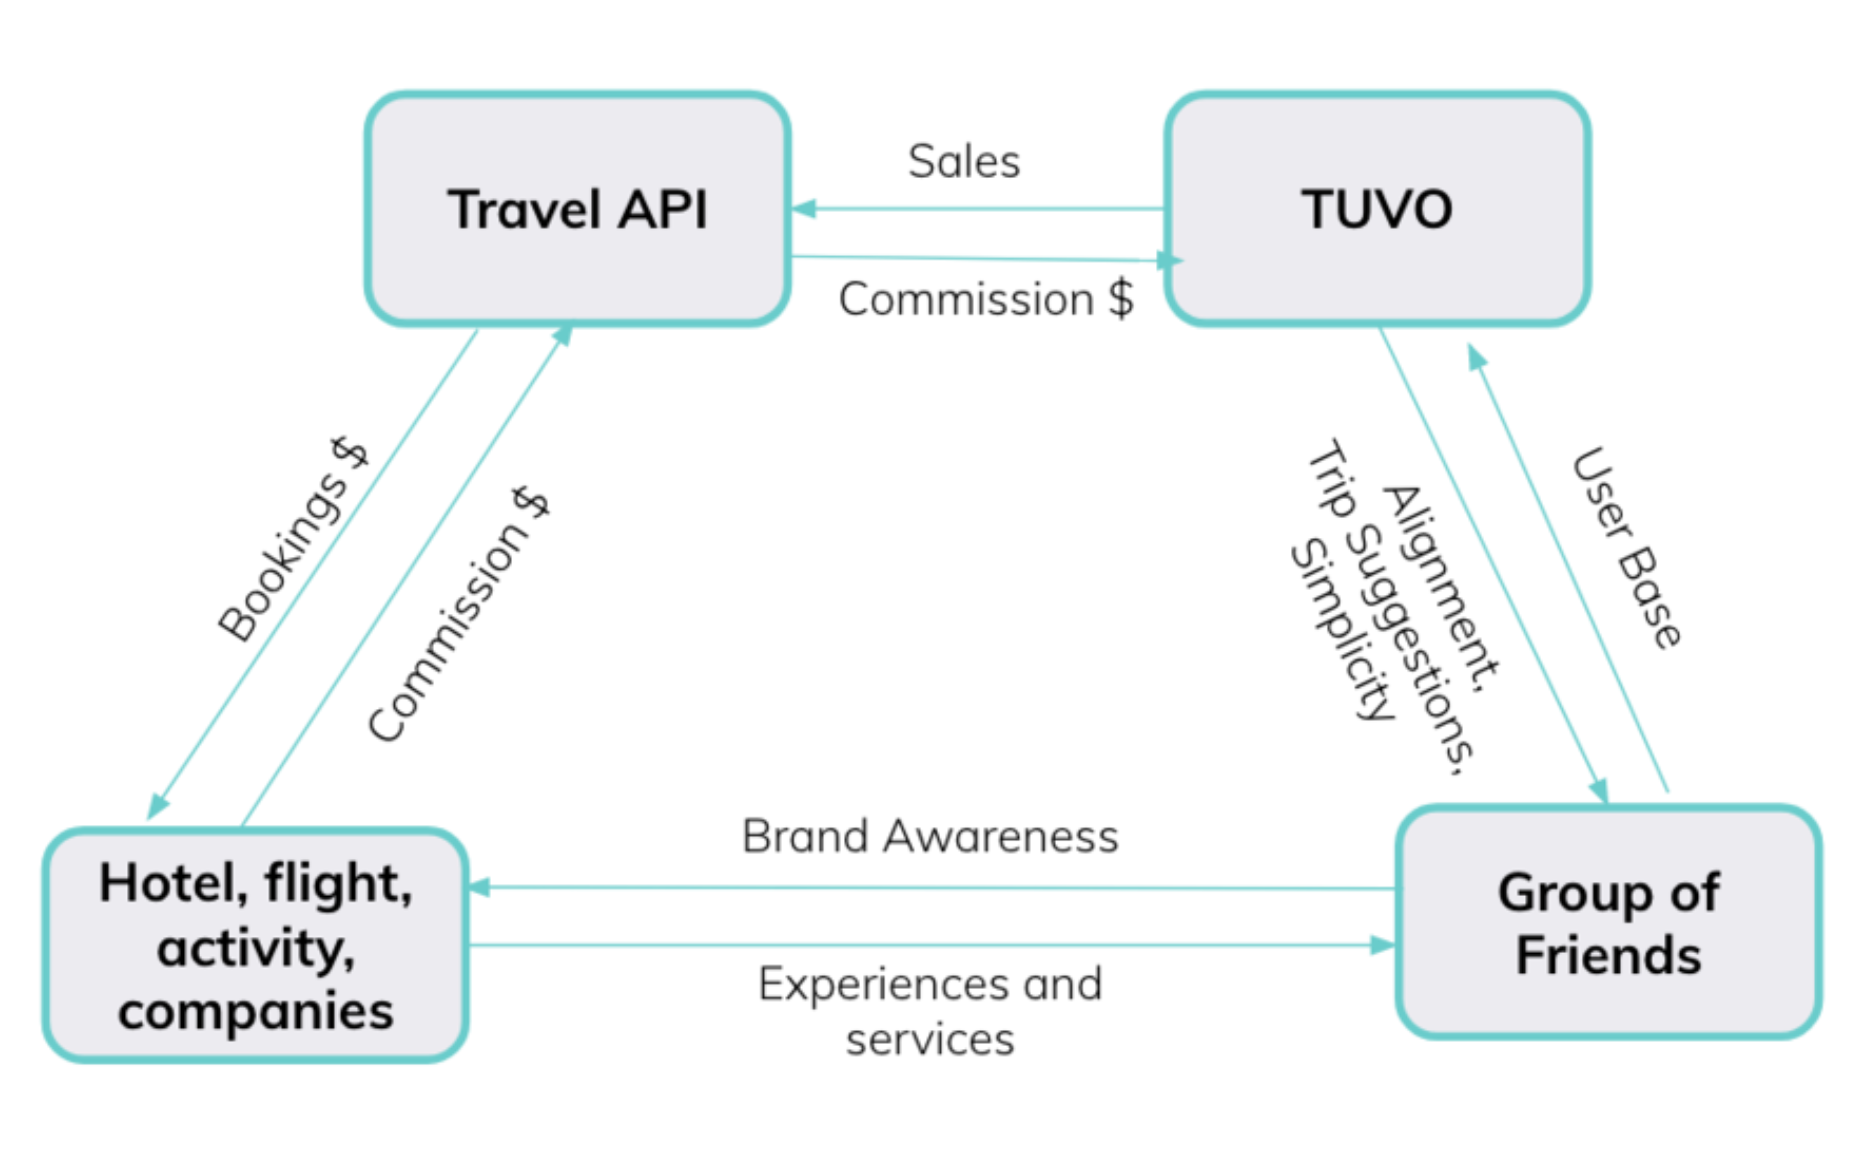 Sales
Travel API
TUVO
Commission $
Bookings $
Commission $
Alignment,
Trip Suggestions,
Simplicity
User Base
Brand Awareness
Hotel, flight,
activity,
companies
Group of
Friends
Experiences and
services